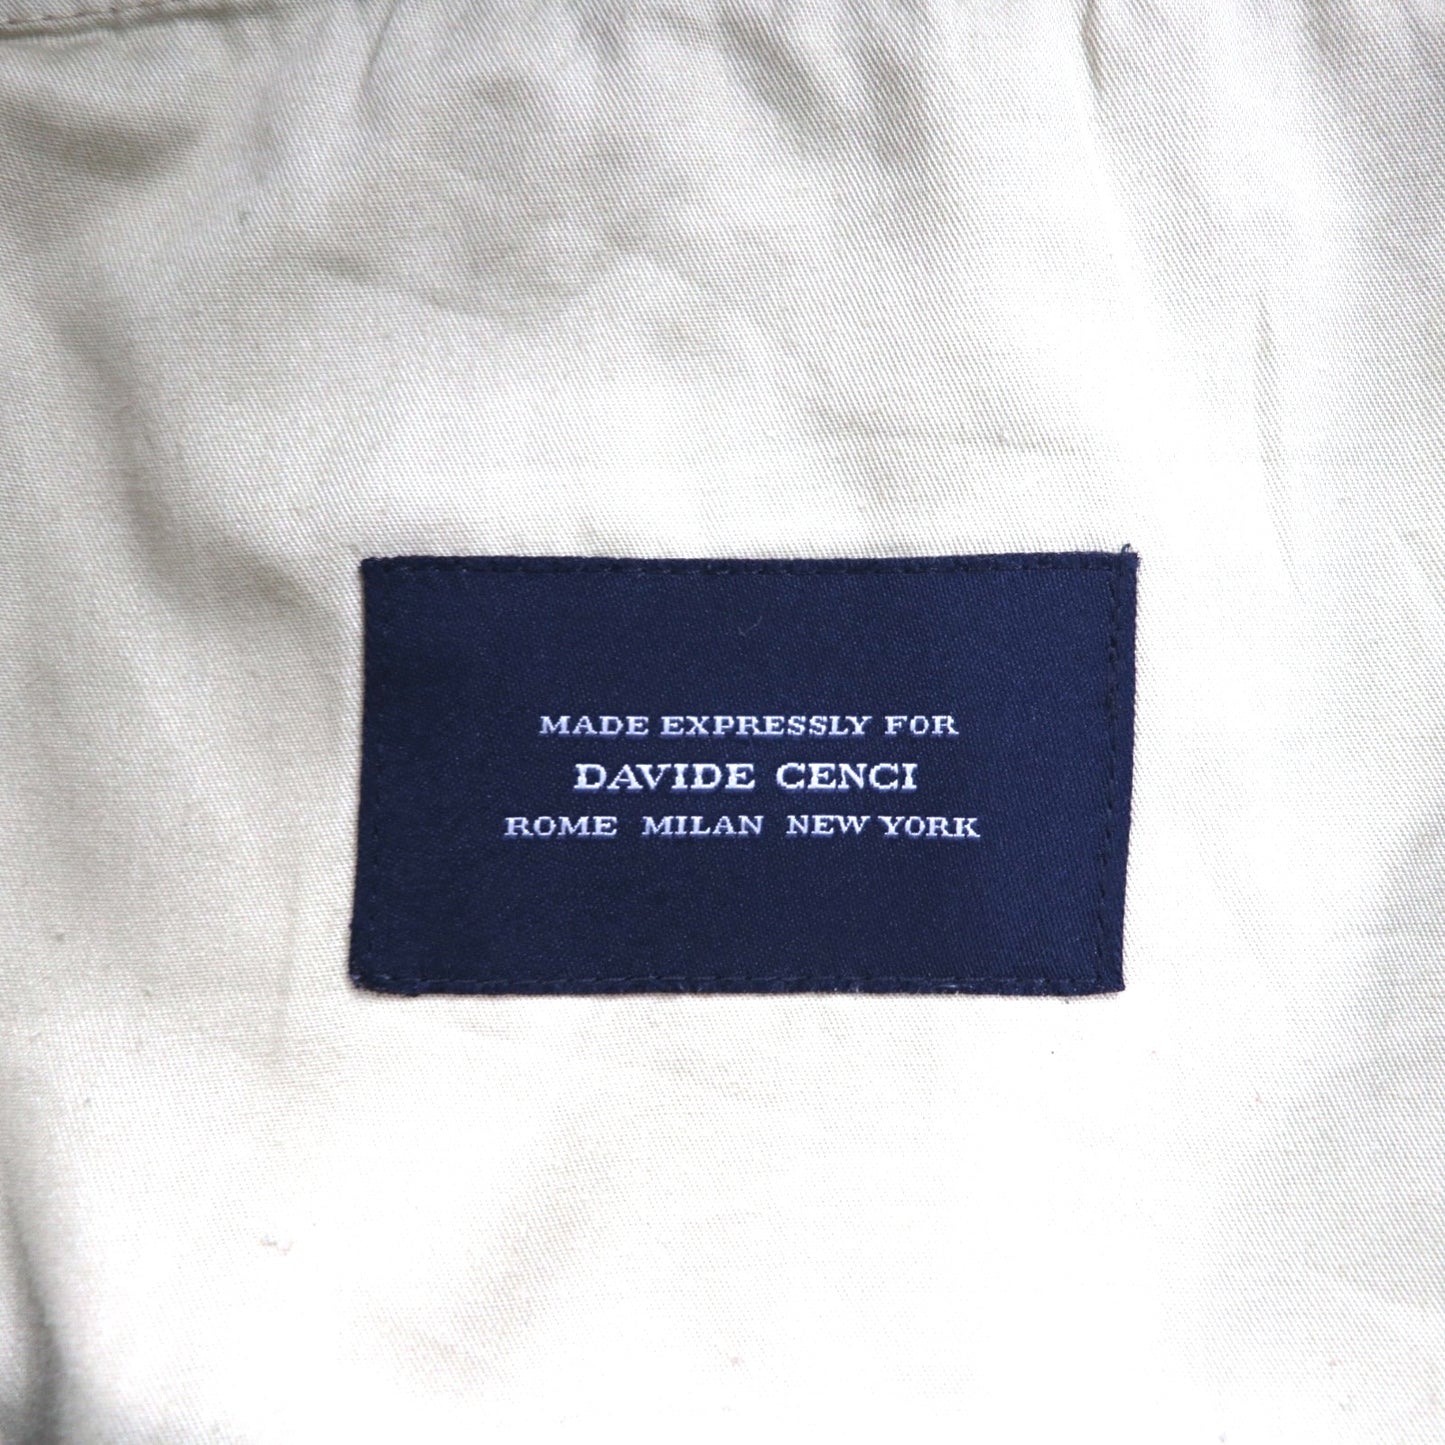 MADE EXPRESSLY FOR
DAVIDE CENCI
ROME MILAN NEW YORK